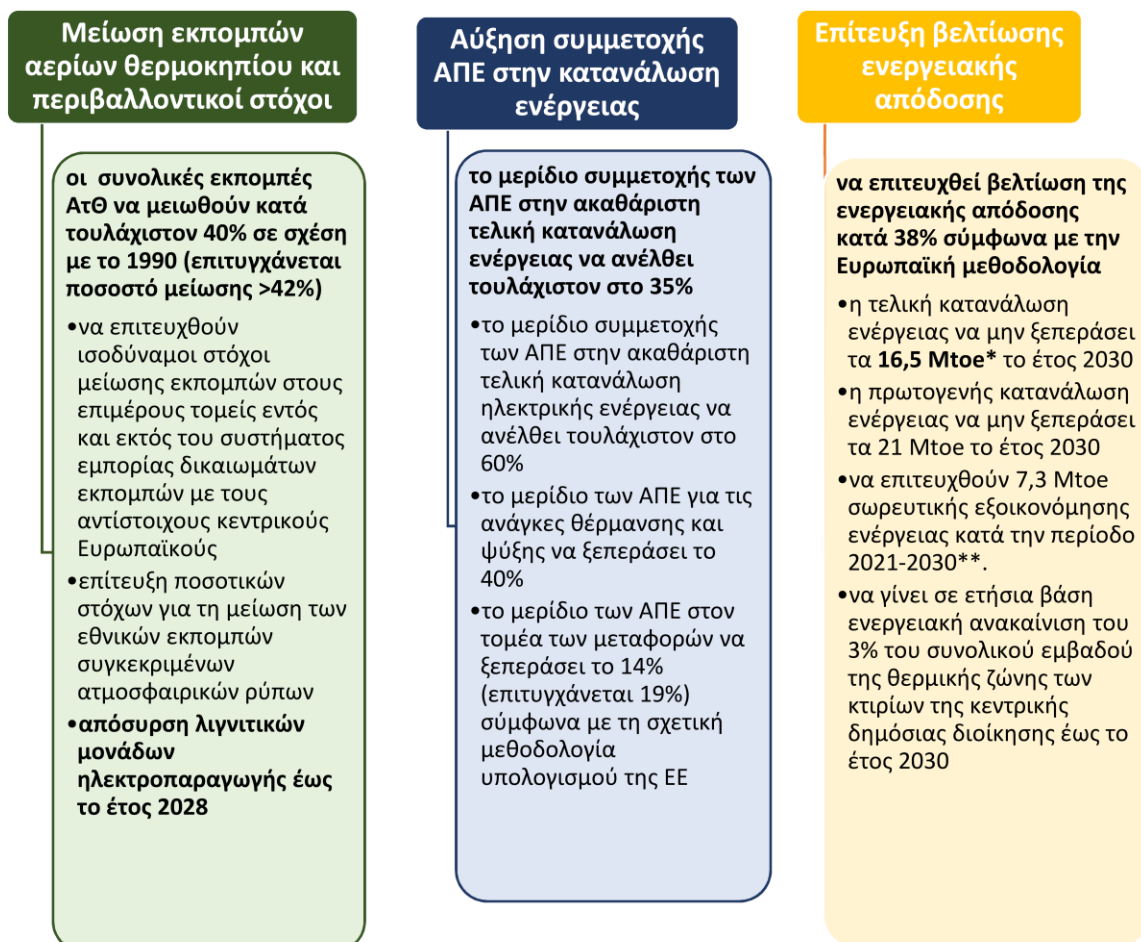 Μείωση εκπομπών
αερίων θερμοκηπίου και
περιβαλλοντικοί στόχοι
οι συνολικές εκπομπές
ΑτΘ να μειωθούν κατά
τουλάχιστον 40% σε σχέση
με το 1990 (επιτυγχάνεται
ποσοστό μείωσης >42%)
•να επιτευχθούν
ισοδύναμοι στόχοι
μείωσης εκπομπών στους
επιμέρους τομείς εντός
και εκτός του συστήματος
εμπορίας δικαιωμάτων
εκπομπών με τους
αντίστοιχους κεντρικούς
Ευρωπαϊκούς
•επίτευξη ποσοτικών
στόχων για τη μείωση των
εθνικών εκπομπών
συγκεκριμένων
ατμοσφαιρικών ρύπων
•απόσυρση λιγνιτικών
μονάδων
ηλεκτροπαραγωγής έως
το έτος 2028
Αύξηση συμμετοχής
ΑΠΕ στην κατανάλωση
ενέργειας
το μερίδιο συμμετοχής των
ΑΠΕ στην ακαθάριστη
τελική κατανάλωση
ενέργειας να ανέλθει
τουλάχιστον στο 35%
•το μερίδιο συμμετοχής
των ΑΠΕ στην ακαθάριστη
τελική κατανάλωση
ηλεκτρικής ενέργειας να
ανέλθει τουλάχιστον στο
60%
•το μερίδιο των ΑΠΕ για τις
ανάγκες θέρμανσης και
ψύξης να ξεπεράσει το
40%
•το μερίδιο των ΑΠΕ στον
τομέα των μεταφορών να
ξεπεράσει το 14%
(επιτυγχάνεται 19%)
σύμφωνα με τη σχετική
μεθοδολογία
υπολογισμού της ΕΕ
Επίτευξη βελτίωσης
ενεργειακής
απόδοσης
να επιτευχθεί βελτίωση της
ενεργειακής απόδοσης
κατά 38% σύμφωνα με την
Ευρωπαϊκή μεθοδολογία
•η τελική κατανάλωση
ενέργειας να μην ξεπεράσει
τα 16,5 Mtoe* το έτος 2030
•η πρωτογενής κατανάλωση
ενέργειας να μην ξεπεράσει
τα 21 Mtoe το έτος 2030
•να επιτευχθούν 7,3 Mtoe
σωρευτικής εξοικονόμησης
ενέργειας κατά την περίοδο
2021-2030**.
•να γίνει σε ετήσια βάση
ενεργειακή ανακαίνιση του
3% του συνολικού εμβαδού
της θερμικής ζώνης των
κτιρίων της κεντρικής
δημόσιας διοίκησης έως το
έτος 2030